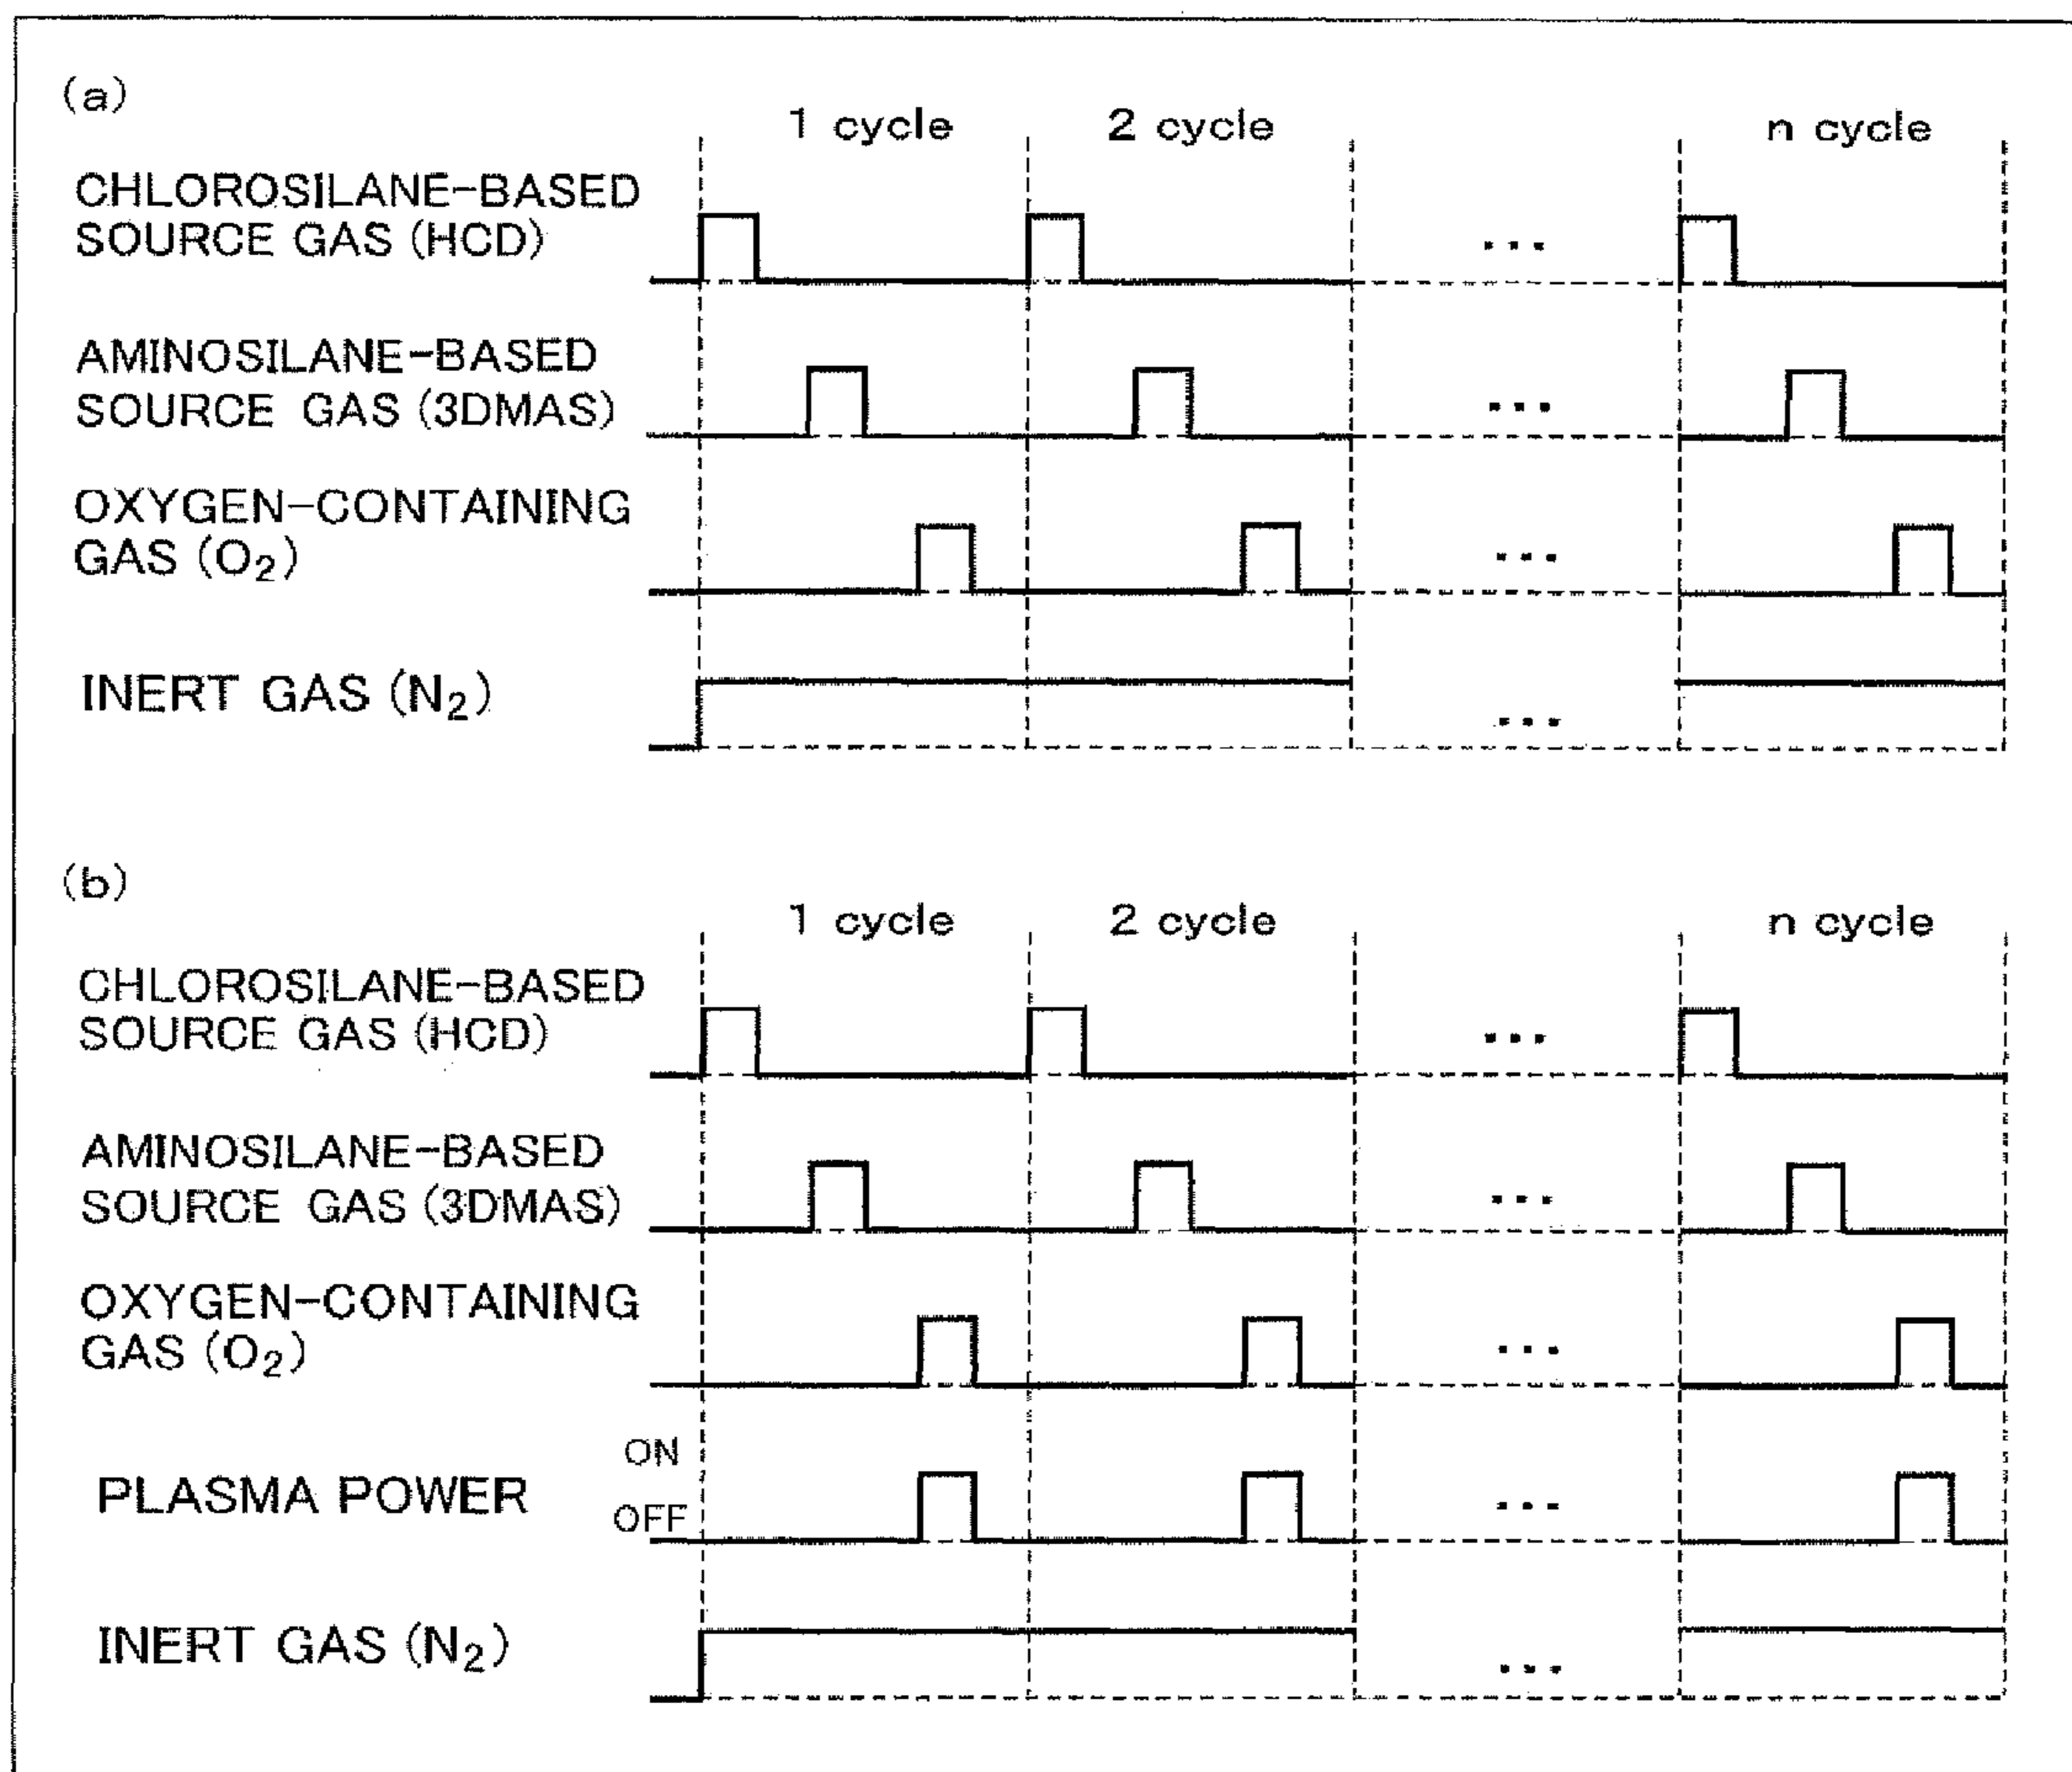 (a)
1 cycle 2 cycle n cycle
CHLOROSILANE-BASED
SOURCE GAS (HCD)
...
AMINOSILANE-BASED
SOURCE GAS (3DMAS)
...
OXYGEN-CONTAINING
GAS (O₂)
...
INERT GAS (N₂)
...
(b)
1 cycle 2 cycle n cycle
CHLOROSILANE-BASED
SOURCE GAS (HCD)
...
AMINOSILANE-BASED
SOURCE GAS (3DMAS)
...
OXYGEN-CONTAINING
GAS (O₂)
...
ON
PLASMA POWER
OFF
...
INERT GAS (N₂)
...